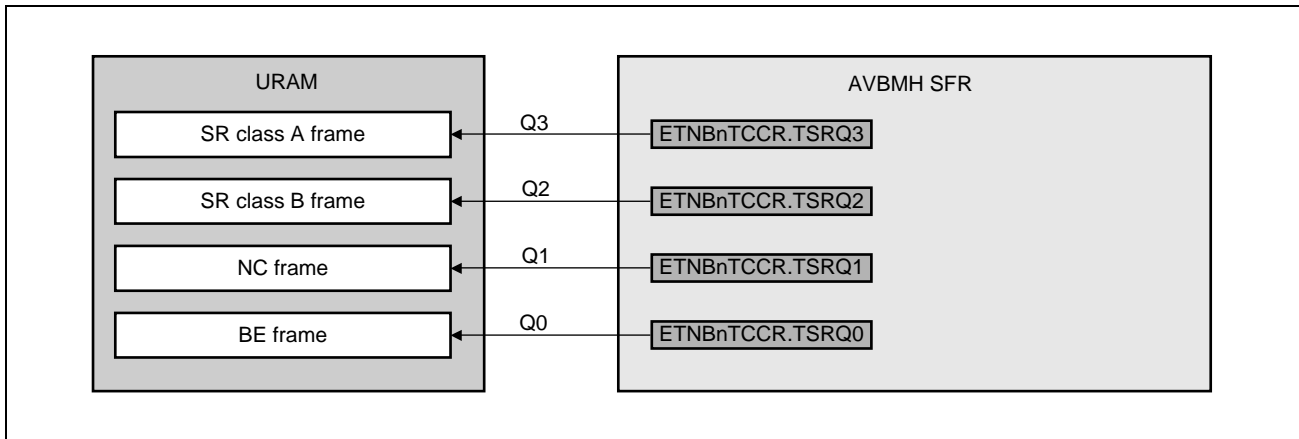 URAM
AVBMH SFR
SR class A frame
Q3
ETNBnTCCR.TSRQ3
SR class B frame
Q2
ETNBnTCCR.TSRQ2
NC frame
Q1
ETNBnTCCR.TSRQ1
BE frame
Q0
ETNBnTCCR.TSRQ0